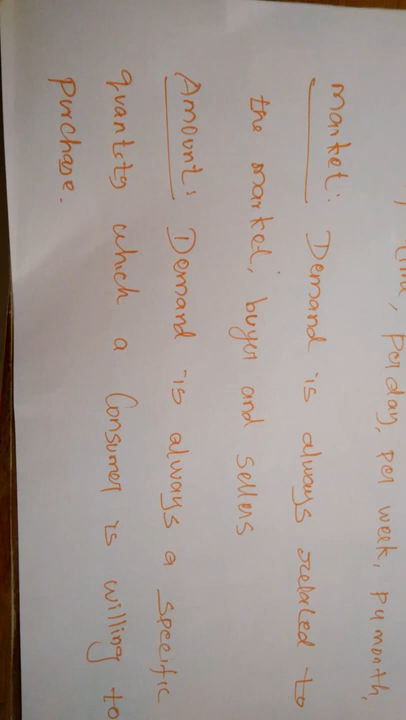 time, per day, per week, per month,
market: Demand is always related to
the market, buyer and sellers
Amount: Demand is always a specific
quantity which a Consumer is willing to
purchase.